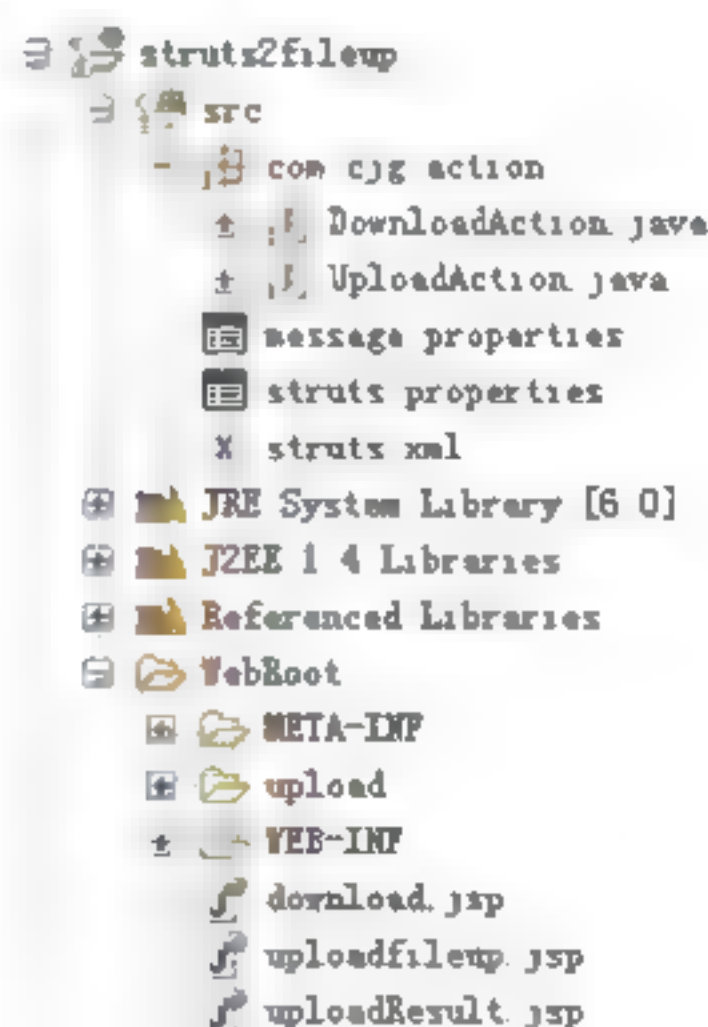 struts2fileup
src
com.cjg.action
DownloadAction.java
UploadAction.java
message.properties
struts.properties
struts.xml
JRE System Library [6.0]
J2EE 1.4 Libraries
Referenced Libraries
WebRoot
META-INF
upload
WEB-INF
download.jsp
uploadfileup.jsp
uploadResult.jsp